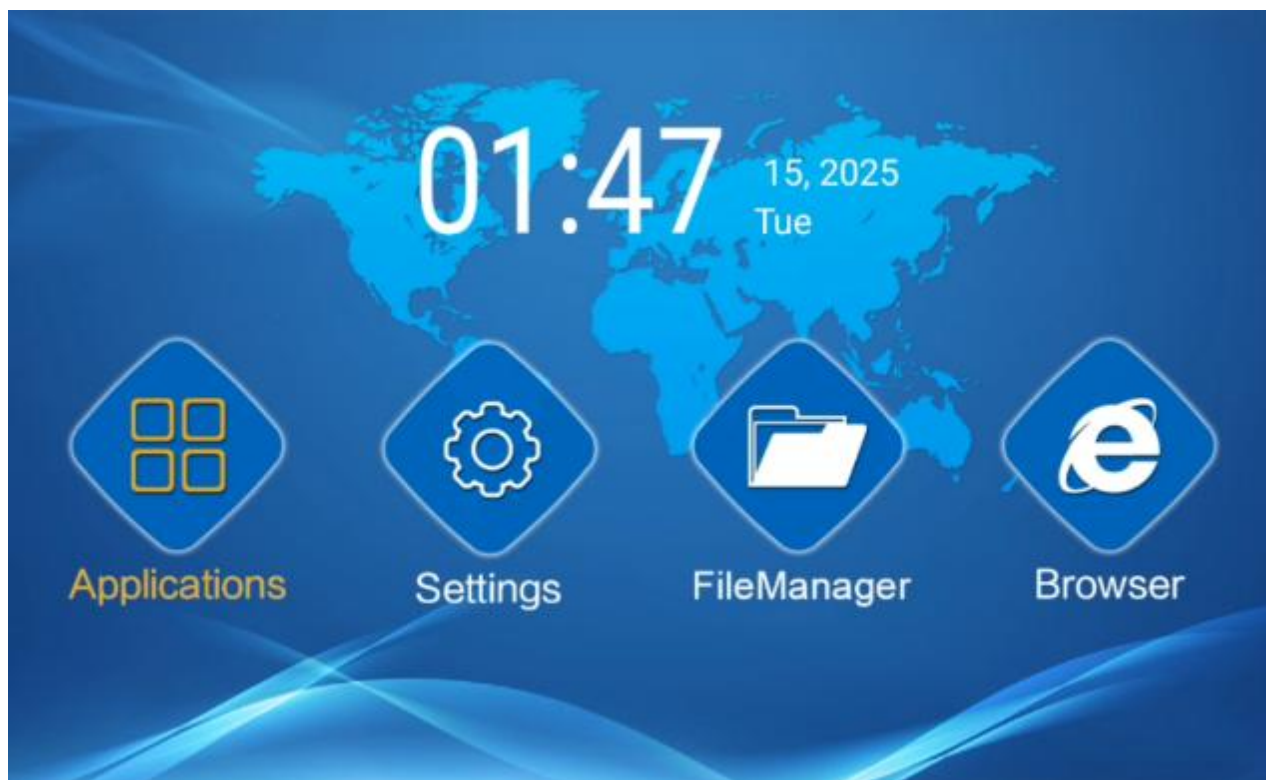 01:47
15, 2025
Tue
Applications
Settings
FileManager
Browser